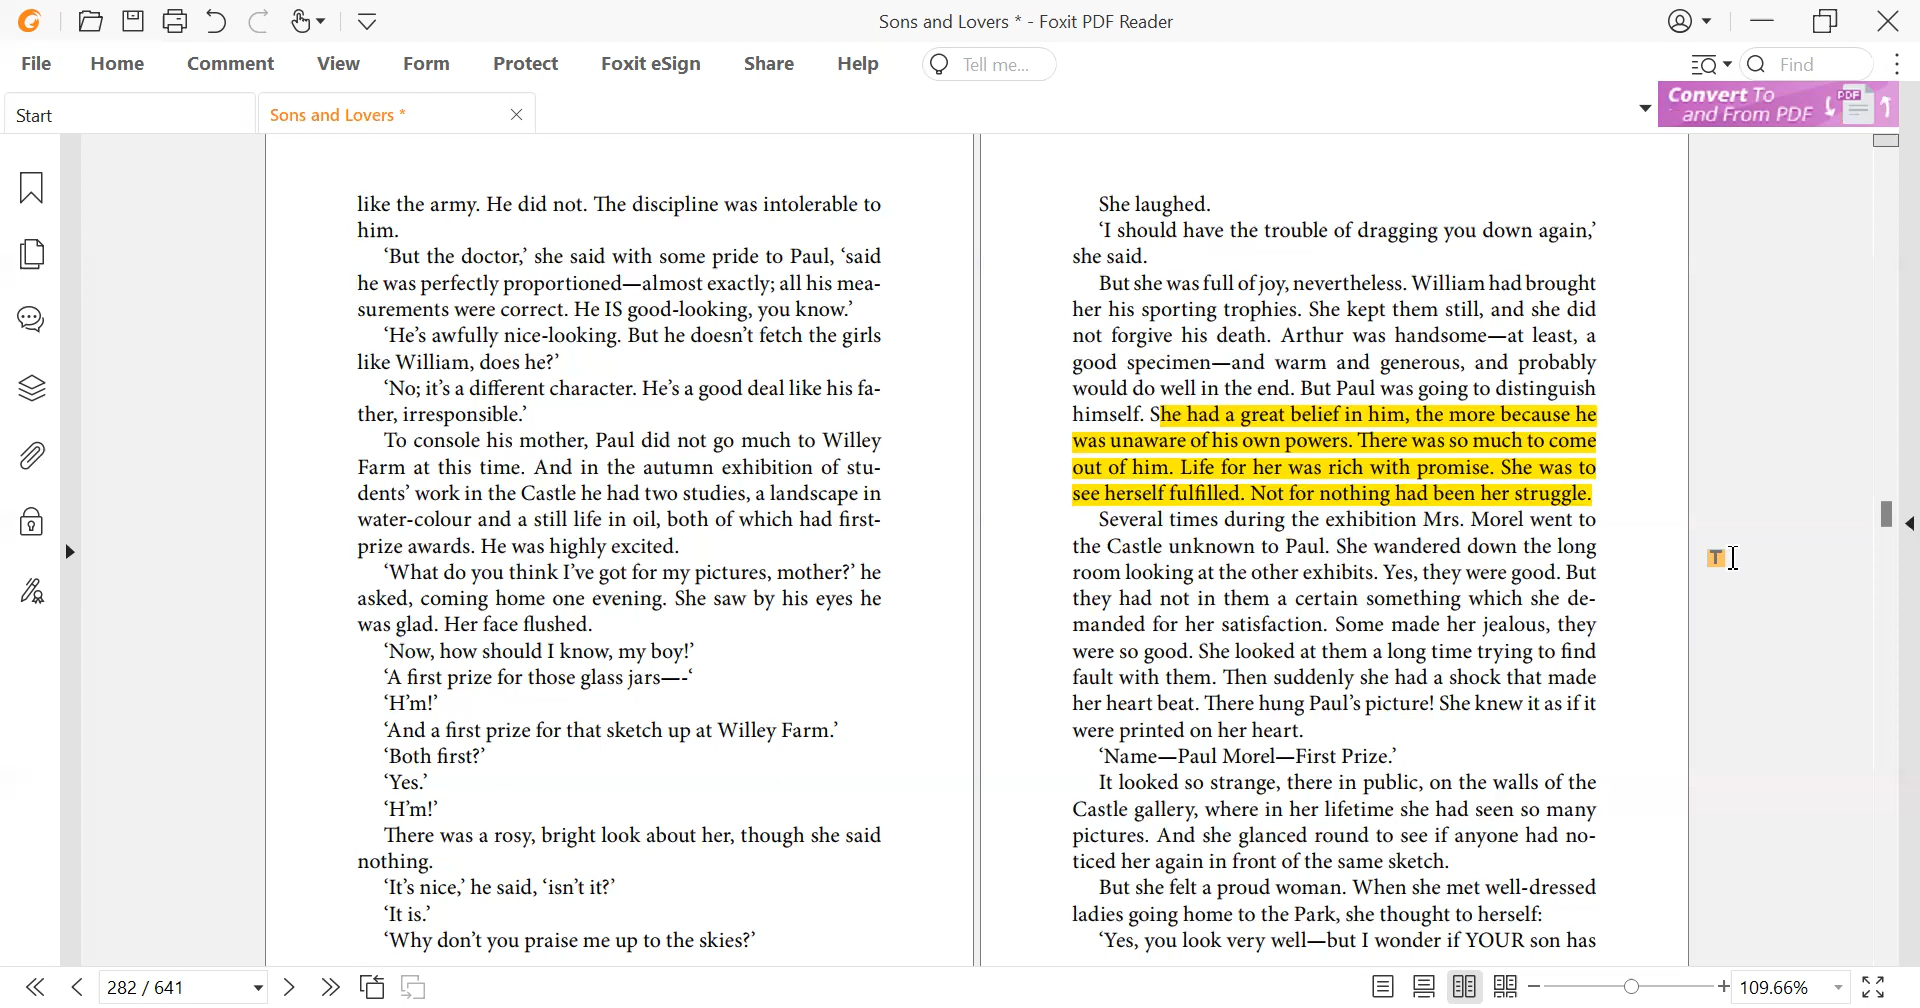 Sons and Lovers * - Foxit PDF Reader
File Home Comment View Form Protect Foxit eSign Share Help Tell me... Find
Start
Sons and Lovers *
Convert To
and From PDF
PDF
like the army. He did not. The discipline was intolerable to
him.
‘But the doctor,’ she said with some pride to Paul, ‘said
he was perfectly proportioned—almost exactly; all his mea-
surements were correct. He IS good-looking, you know.’
‘He’s awfully nice-looking. But he doesn’t fetch the girls
like William, does he?’
‘No; it’s a different character. He’s a good deal like his fa-
ther, irresponsible.’
To console his mother, Paul did not go much to Willey
Farm at this time. And in the autumn exhibition of stu-
dents’ work in the Castle he had two studies, a landscape in
water-colour and a still life in oil, both of which had first-
prize awards. He was highly excited.
‘What do you think I’ve got for my pictures, mother?’ he
asked, coming home one evening. She saw by his eyes he
was glad. Her face flushed.
‘Now, how should I know, my boy!’
‘A first prize for those glass jars—-‘
‘H’m!’
‘And a first prize for that sketch up at Willey Farm.’
‘Both first?’
‘Yes.’
‘H’m!’
There was a rosy, bright look about her, though she said
nothing.
‘It’s nice,’ he said, ‘isn’t it?’
‘It is.’
‘Why don’t you praise me up to the skies?’
She laughed.
‘I should have the trouble of dragging you down again,’
she said.
But she was full of joy, nevertheless. William had brought
her his sporting trophies. She kept them still, and she did
not forgive his death. Arthur was handsome—at least, a
good specimen—and warm and generous, and probably
would do well in the end. But Paul was going to distinguish
himself. She had a great belief in him, the more because he
was unaware of his own powers. There was so much to come
out of him. Life for her was rich with promise. She was to
see herself fulfilled. Not for nothing had been her struggle.
Several times during the exhibition Mrs. Morel went to
the Castle unknown to Paul. She wandered down the long
room looking at the other exhibits. Yes, they were good. But
they had not in them a certain something which she de-
manded for her satisfaction. Some made her jealous, they
were so good. She looked at them a long time trying to find
fault with them. Then suddenly she had a shock that made
her heart beat. There hung Paul’s picture! She knew it as if it
were printed on her heart.
‘Name—Paul Morel—First Prize.’
It looked so strange, there in public, on the walls of the
Castle gallery, where in her lifetime she had seen so many
pictures. And she glanced round to see if anyone had no-
ticed her again in front of the same sketch.
But she felt a proud woman. When she met well-dressed
ladies going home to the Park, she thought to herself:
‘Yes, you look very well—but I wonder if YOUR son has
T
282 / 641
109.66%